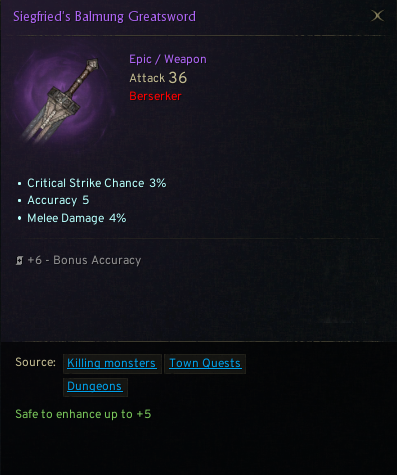 Siegfried's Balmung Greatsword
Epic / Weapon
Attack 36
Berserker
• Critical Strike Chance 3%
• Accuracy 5
• Melee Damage 4%
+6 - Bonus Accuracy
Source: Killing monsters Town Quests
Dungeons
Safe to enhance up to +5